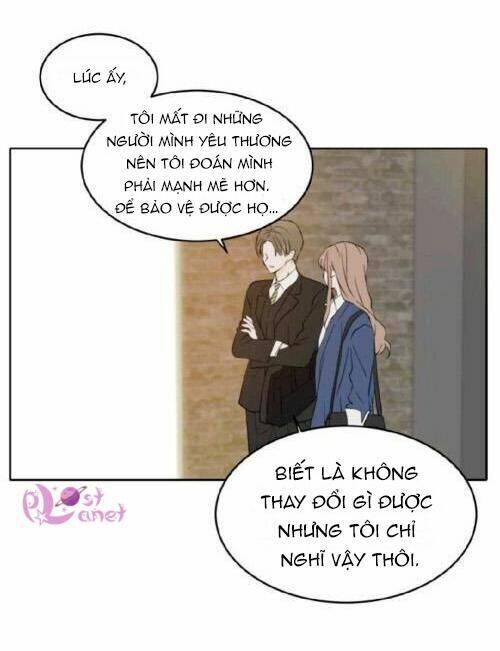 LÚC ẤY,
TÔI MẤT ĐI NHỮNG
NGƯỜI MÌNH YÊU THƯƠNG
NÊN TÔI ĐOÁN MÌNH
PHẢI MẠNH MẼ HƠN.
ĐỂ BẢO VỆ ĐƯỢC HỌ...
BIẾT LÀ KHÔNG
THAY ĐỔI GÌ ĐƯỢC
NHƯNG TÔI CHỈ
NGHĨ VẬY THÔI.
Lost
Planet